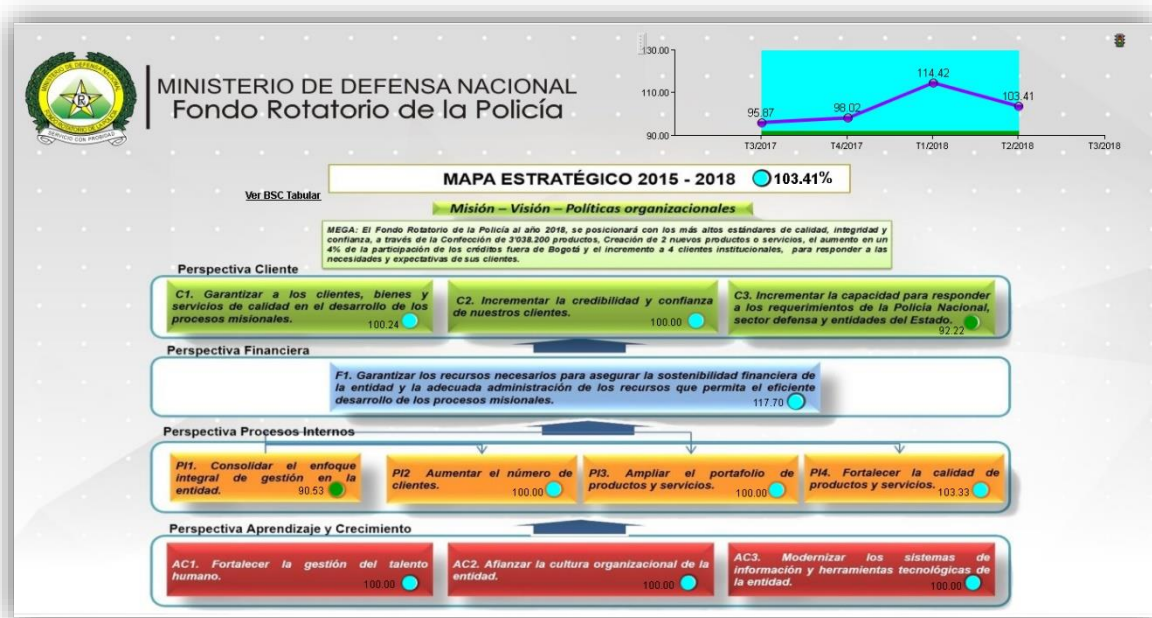 MINISTERIO DE DEFENSA NACIONAL
FONDO ROTATORIO DE LA POLICÍA
R
SERVICIO CON PROBIDAD
MINISTERIO DE DEFENSA NACIONAL
Fondo Rotatorio de la Policía
130.00
110.00
90.00
95.87
98.02
114.42
103.41
T3/2017
T4/2017
T1/2018
T2/2018
T3/2018
MAPA ESTRATÉGICO 2015 - 2018 103.41%
Ver BSC Tabular
Misión – Visión – Políticas organizacionales
MEGA: El Fondo Rotatorio de la Policía al año 2018, se posicionará con los más altos estándares de calidad, integridad y
confianza, a través de la Confección de 3'038.200 productos, Creación de 2 nuevos productos o servicios, el aumento en un
4% de la participación de los créditos fuera de Bogotá y el incremento a 4 clientes institucionales, para responder a las
necesidades y expectativas de sus clientes.
Perspectiva Cliente
C1. Garantizar a los clientes, bienes y
servicios de calidad en el desarrollo de los
procesos misionales.
100.24
C2. Incrementar la credibilidad y confianza
de nuestros clientes.
100.00
C3. Incrementar la capacidad para responder
a los requerimientos de la Policía Nacional,
sector defensa y entidades del Estado.
92.22
Perspectiva Financiera
F1. Garantizar los recursos necesarios para asegurar la sostenibilidad financiera de
la entidad y la adecuada administración de los recursos que permita el eficiente
desarrollo de los procesos misionales.
117.70
Perspectiva Procesos Internos
PI1. Consolidar el enfoque
integral de gestión en la
entidad.
90.53
PI2 Aumentar el número de
clientes.
100.00
PI3. Ampliar el portafolio de
productos y servicios.
100.00
PI4. Fortalecer la calidad de
productos y servicios.
103.33
Perspectiva Aprendizaje y Crecimiento
AC1. Fortalecer la gestión del talento
humano.
100.00
AC2. Afianzar la cultura organizacional de la
entidad.
100.00
AC3. Modernizar los sistemas de
información y herramientas tecnológicas de
la entidad.
100.00